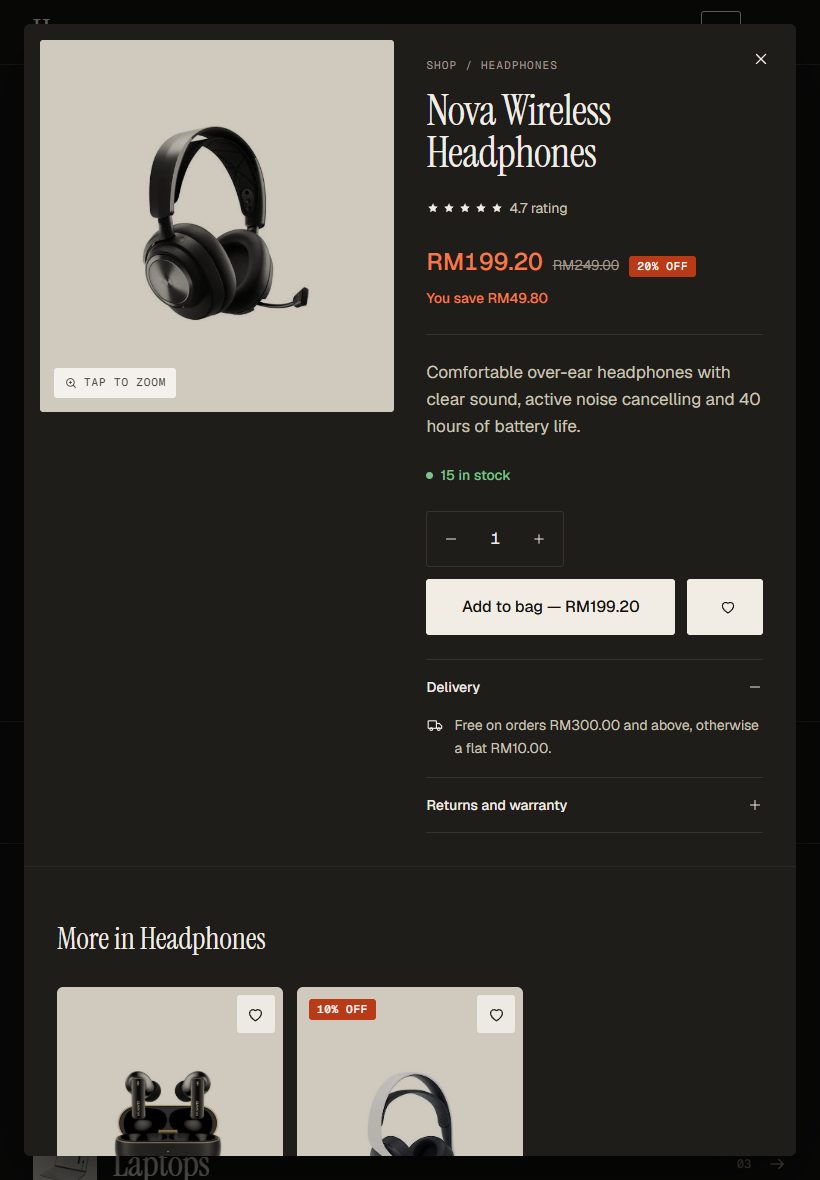 SHOP / HEADPHONES
Nova Wireless
Headphones
4.7 rating
RM199.20 RM249.00 20% OFF
You save RM49.80
TAP TO ZOOM
Comfortable over-ear headphones with
clear sound, active noise cancelling and 40
hours of battery life.
15 in stock
1
Add to bag — RM199.20
Delivery
Free on orders RM300.00 and above, otherwise
a flat RM10.00.
Returns and warranty
More in Headphones
10% OFF
Laptops
03